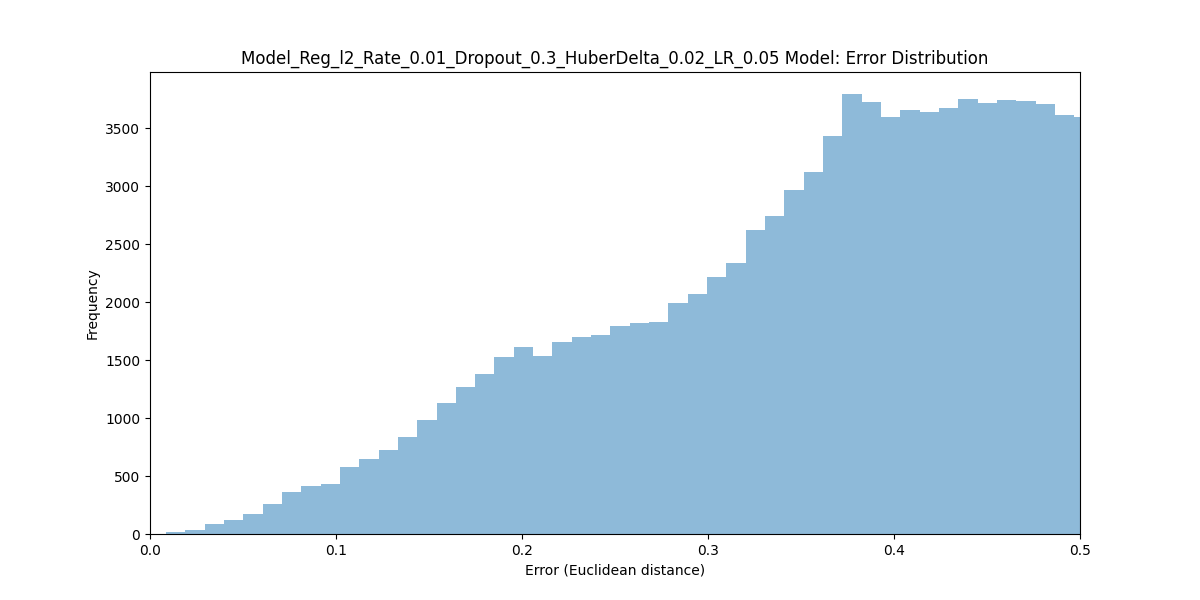 Model_Reg_l2_Rate_0.01_Dropout_0.3_HuberDelta_0.02_LR_0.05 Model: Error Distribution
Frequency
3500
3000
2500
2000
1500
1000
500
0
0.0 0.1 0.2 0.3 0.4 0.5
Error (Euclidean distance)